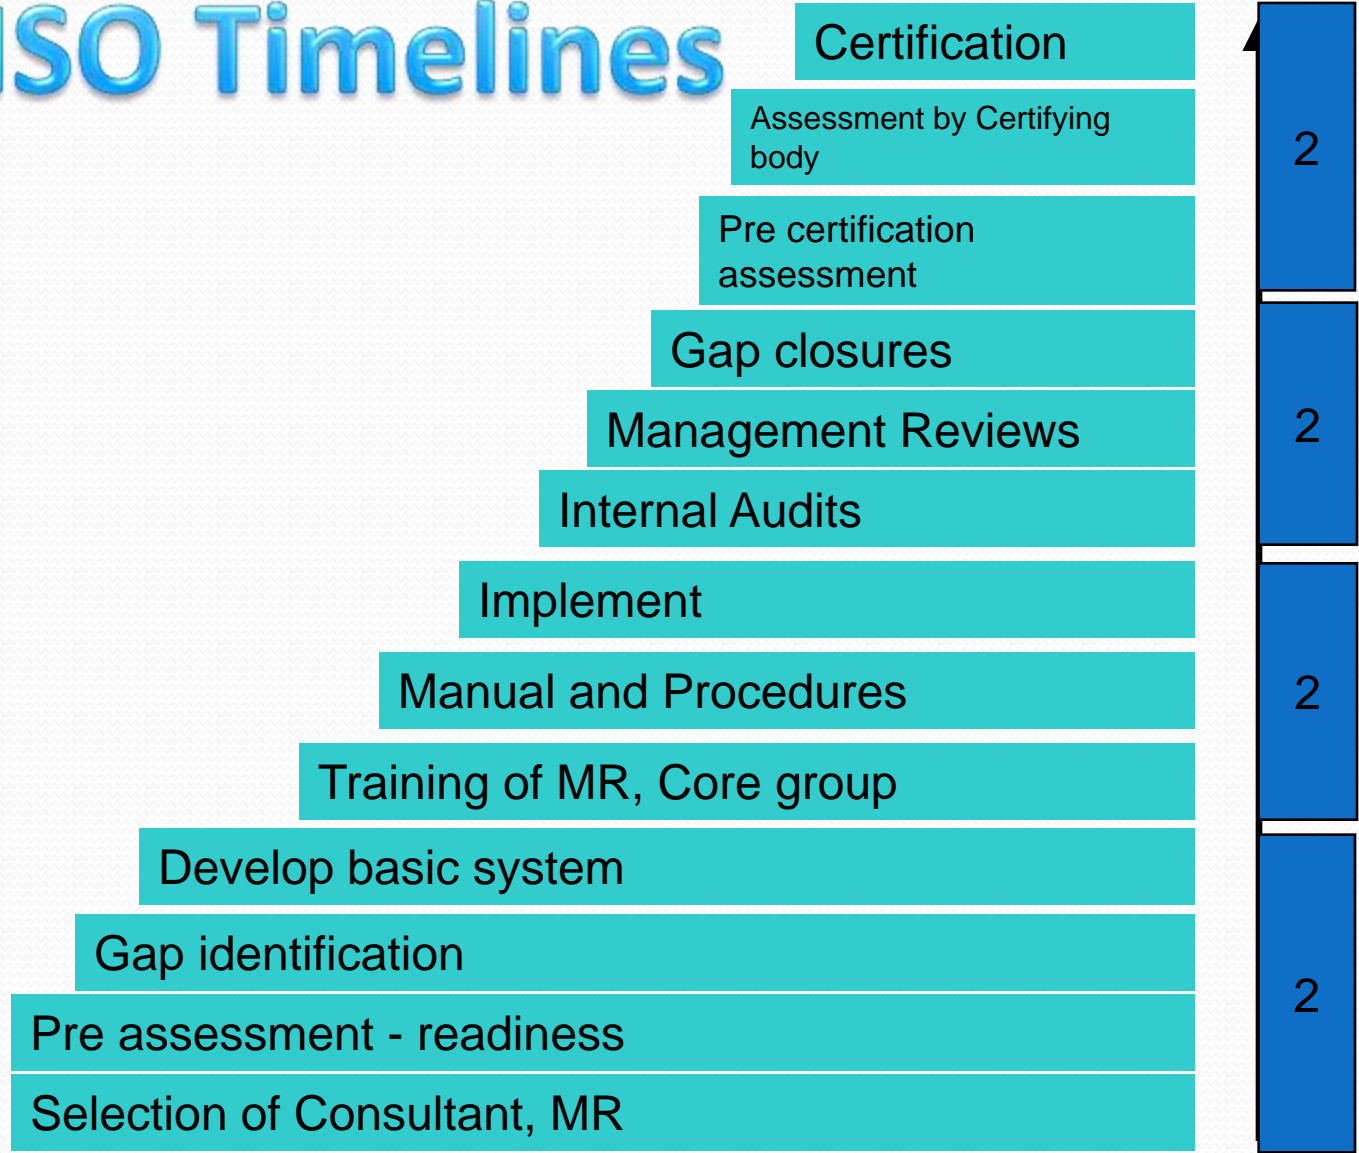 ISO Timelines
Certification
Assessment by Certifying
body
2
Pre certification
assessment
Gap closures
Management Reviews
2
Internal Audits
Implement
Manual and Procedures
2
Training of MR, Core group
Develop basic system
Gap identification
2
Pre assessment - readiness
Selection of Consultant, MR